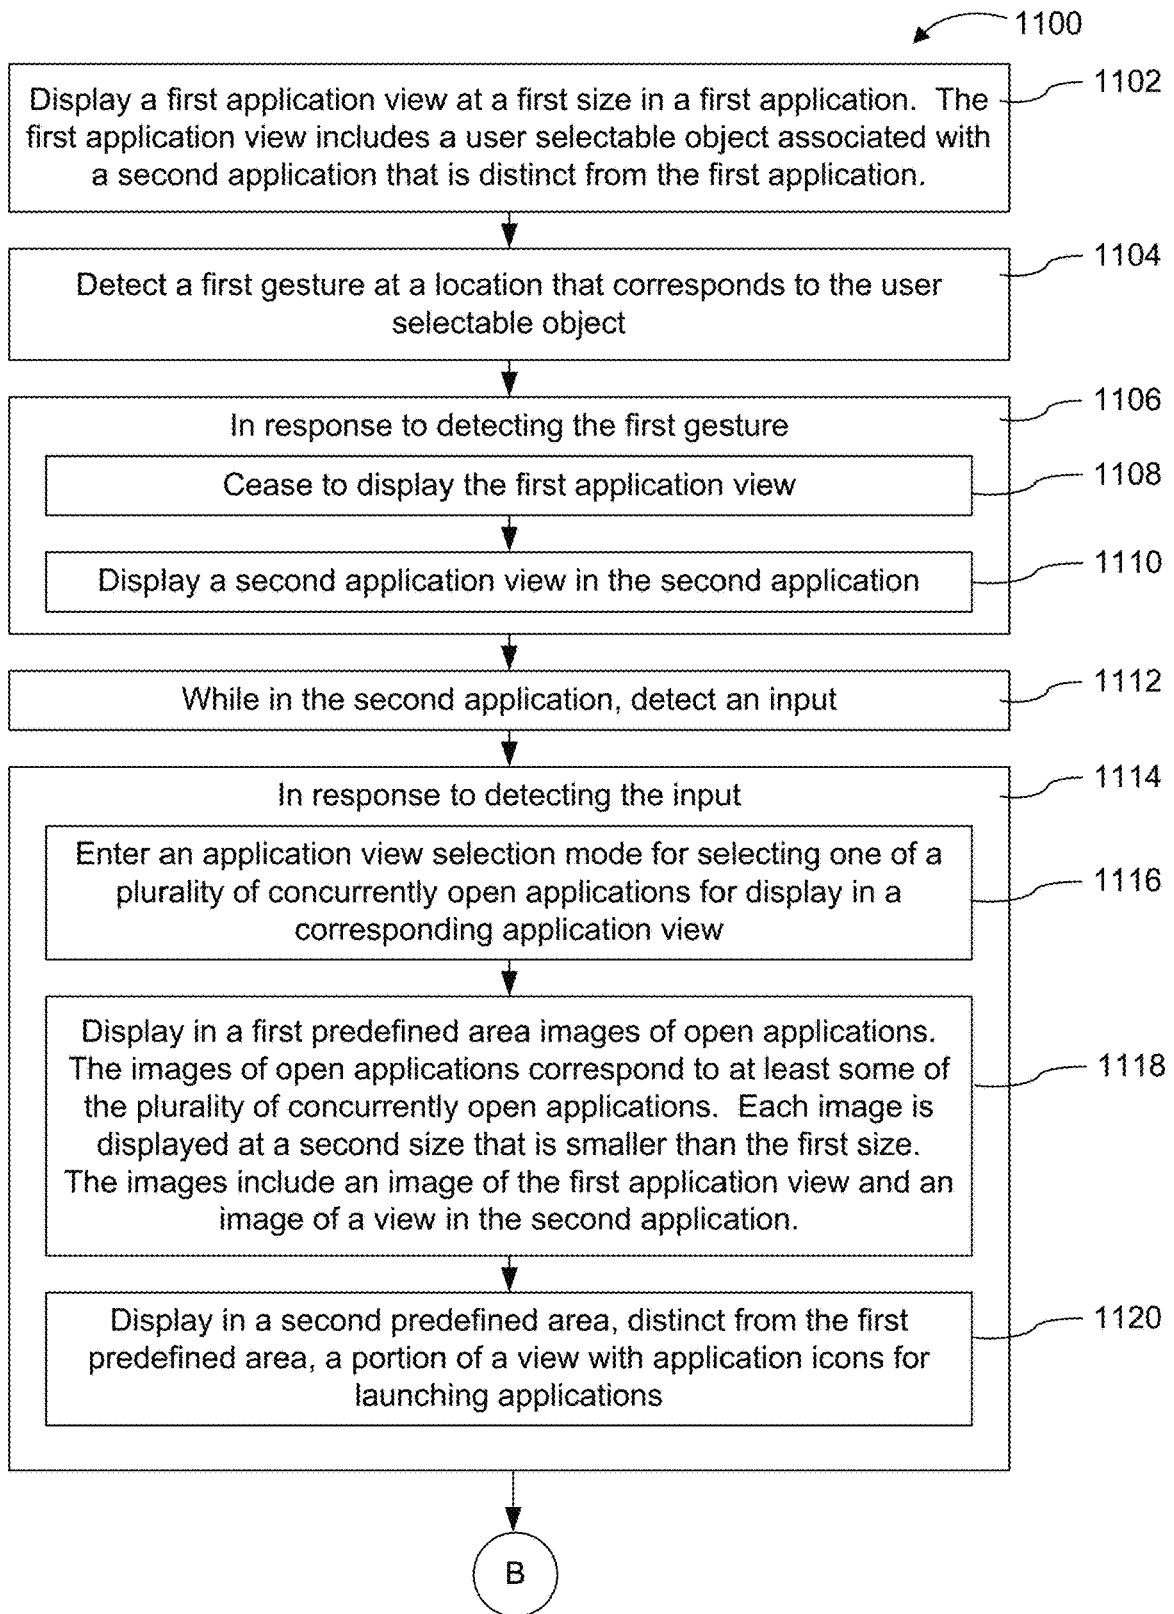 1100
Display a first application view at a first size in a first application. The
first application view includes a user selectable object associated with
a second application that is distinct from the first application.
1102
Detect a first gesture at a location that corresponds to the user
selectable object
1104
In response to detecting the first gesture
1106
Cease to display the first application view
1108
Display a second application view in the second application
1110
While in the second application, detect an input
1112
In response to detecting the input
1114
Enter an application view selection mode for selecting one of a
plurality of concurrently open applications for display in a
corresponding application view
1116
Display in a first predefined area images of open applications.
The images of open applications correspond to at least some of
the plurality of concurrently open applications. Each image is
displayed at a second size that is smaller than the first size.
The images include an image of the first application view and an
image of a view in the second application.
1118
Display in a second predefined area, distinct from the first
predefined area, a portion of a view with application icons for
launching applications
1120
B